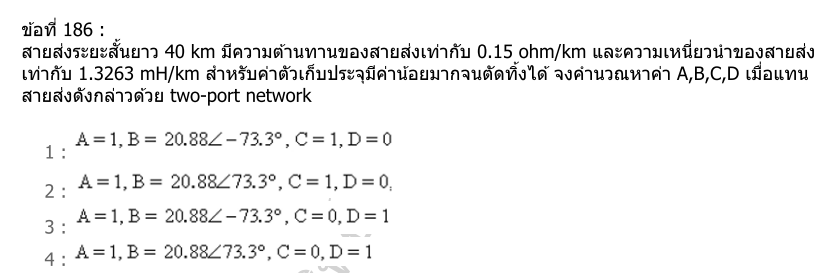 ข้อที่ 186 :
สายส่งระยะสั้นยาว 40 km มีความต้านทานของสายส่งเท่ากับ 0.15 ohm/km และความเหนี่ยวนำของสายส่ง
เท่ากับ 1.3263 mH/km สำหรับค่าตัวเก็บประจุมีค่าน้อยมากจนตัดทิ้งได้ จงคำนวณหาค่า A,B,C,D เมื่อแทน
สายส่งดังกล่าวด้วย two-port network
1 : A = 1, B = 20.88∠−73.3°, C = 1, D = 0
2 : A = 1, B = 20.88∠73.3°, C = 1, D = 0,
3 : A = 1, B = 20.88∠−73.3°, C = 0, D = 1
4 : A = 1, B = 20.88∠73.3°, C = 0, D = 1